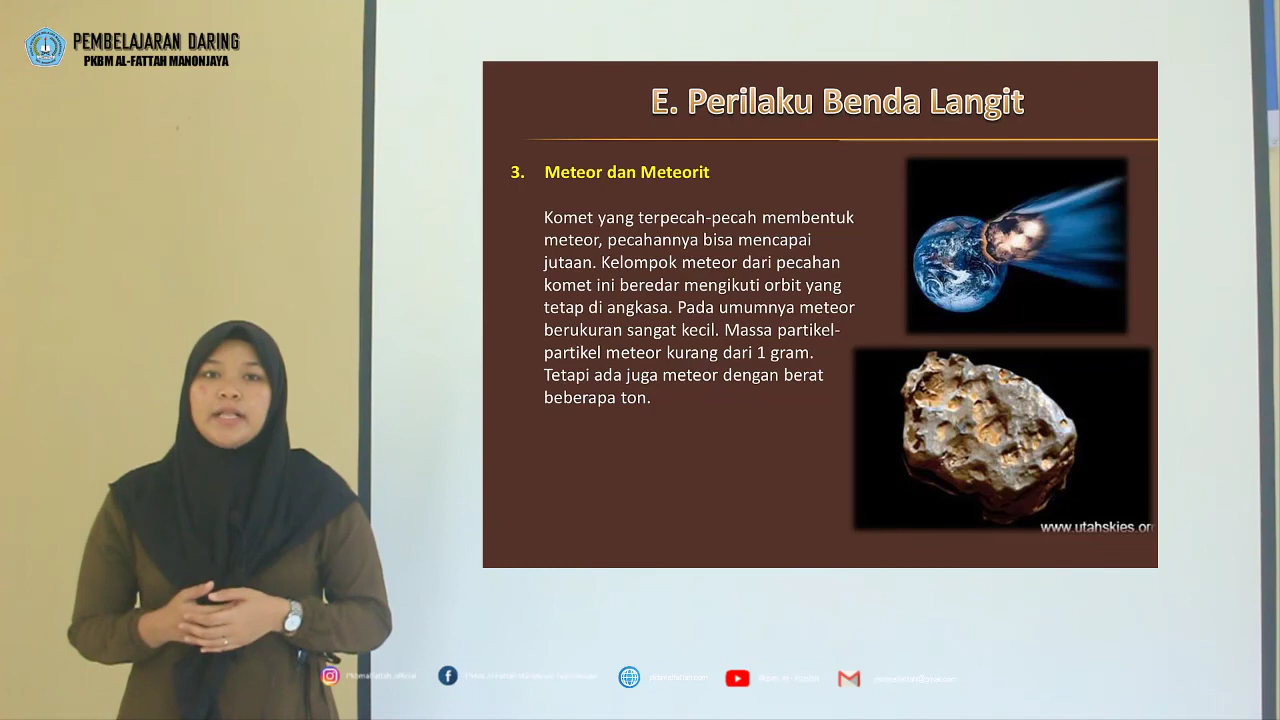 PEMBELAJARAN DARING
PKBM AL-FATTAH MANONJAYA
E. Perilaku Benda Langit
3. Meteor dan Meteorit
Komet yang terpecah-pecah membentuk
meteor, pecahannya bisa mencapai
jutaan. Kelompok meteor dari pecahan
komet ini beredar mengikuti orbit yang
tetap di angkasa. Pada umumnya meteor
berukuran sangat kecil. Massa partikel-
partikel meteor kurang dari 1 gram.
Tetapi ada juga meteor dengan berat
beberapa ton.
www.utahskies.or